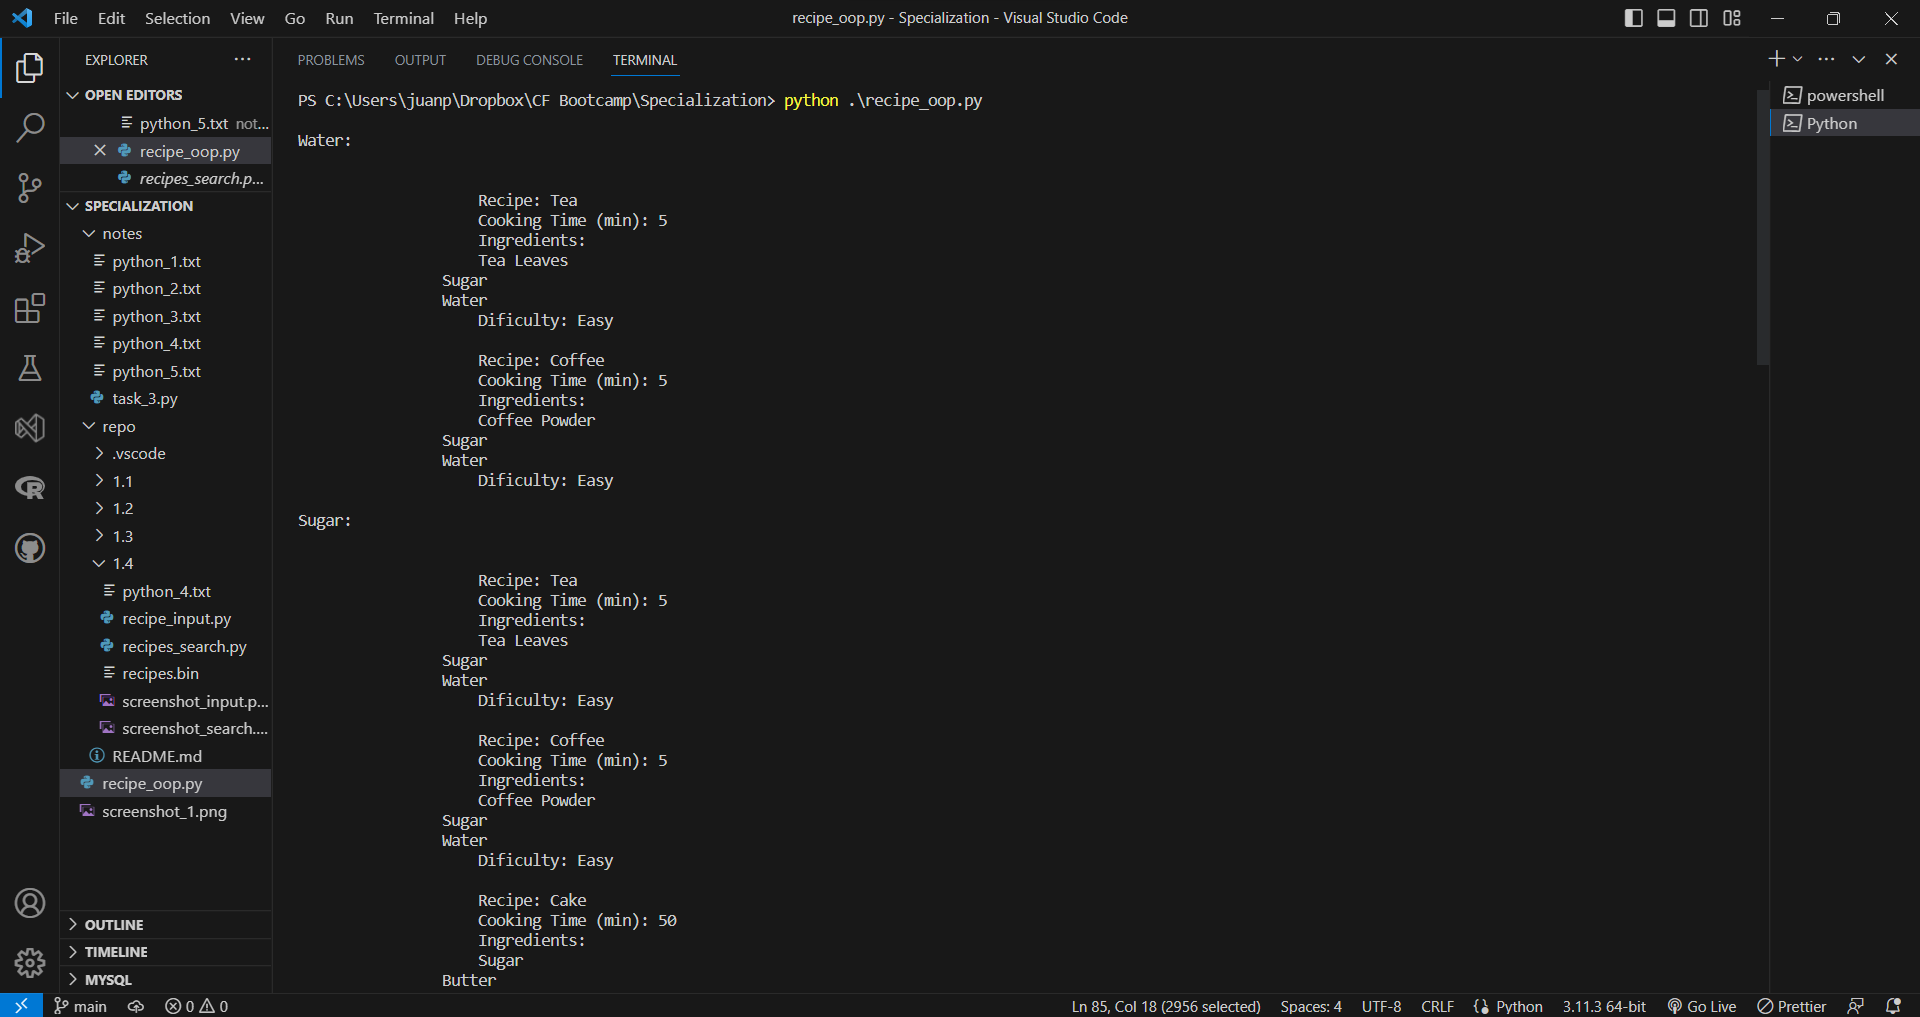 File Edit Selection View Go Run Terminal Help
recipe_oop.py - Specialization - Visual Studio Code
EXPLORER
OPEN EDITORS
python_5.txt not...
recipe_oop.py
recipes_search.p...
SPECIALIZATION
notes
python_1.txt
python_2.txt
python_3.txt
python_4.txt
python_5.txt
task_3.py
repo
.vscode
1.1
1.2
1.3
1.4
python_4.txt
recipe_input.py
recipes_search.py
recipes.bin
screenshot_input.p...
screenshot_search....
README.md
recipe_oop.py
screenshot_1.png
OUTLINE
TIMELINE
MYSQL
PROBLEMS OUTPUT DEBUG CONSOLE TERMINAL
PS C:\Users\juanp\Dropbox\CF Bootcamp\Specialization> python .\recipe_oop.py
Water:
Recipe: Tea
Cooking Time (min): 5
Ingredients:
Tea Leaves
Sugar
Water
Dificulty: Easy
Recipe: Coffee
Cooking Time (min): 5
Ingredients:
Coffee Powder
Sugar
Water
Dificulty: Easy
Sugar:
Recipe: Tea
Cooking Time (min): 5
Ingredients:
Tea Leaves
Sugar
Water
Dificulty: Easy
Recipe: Coffee
Cooking Time (min): 5
Ingredients:
Coffee Powder
Sugar
Water
Dificulty: Easy
Recipe: Cake
Cooking Time (min): 50
Ingredients:
Sugar
Butter
powershell
Python
main 0 0
Ln 85, Col 18 (2956 selected) Spaces: 4 UTF-8 CRLF Python 3.11.3 64-bit Go Live Prettier